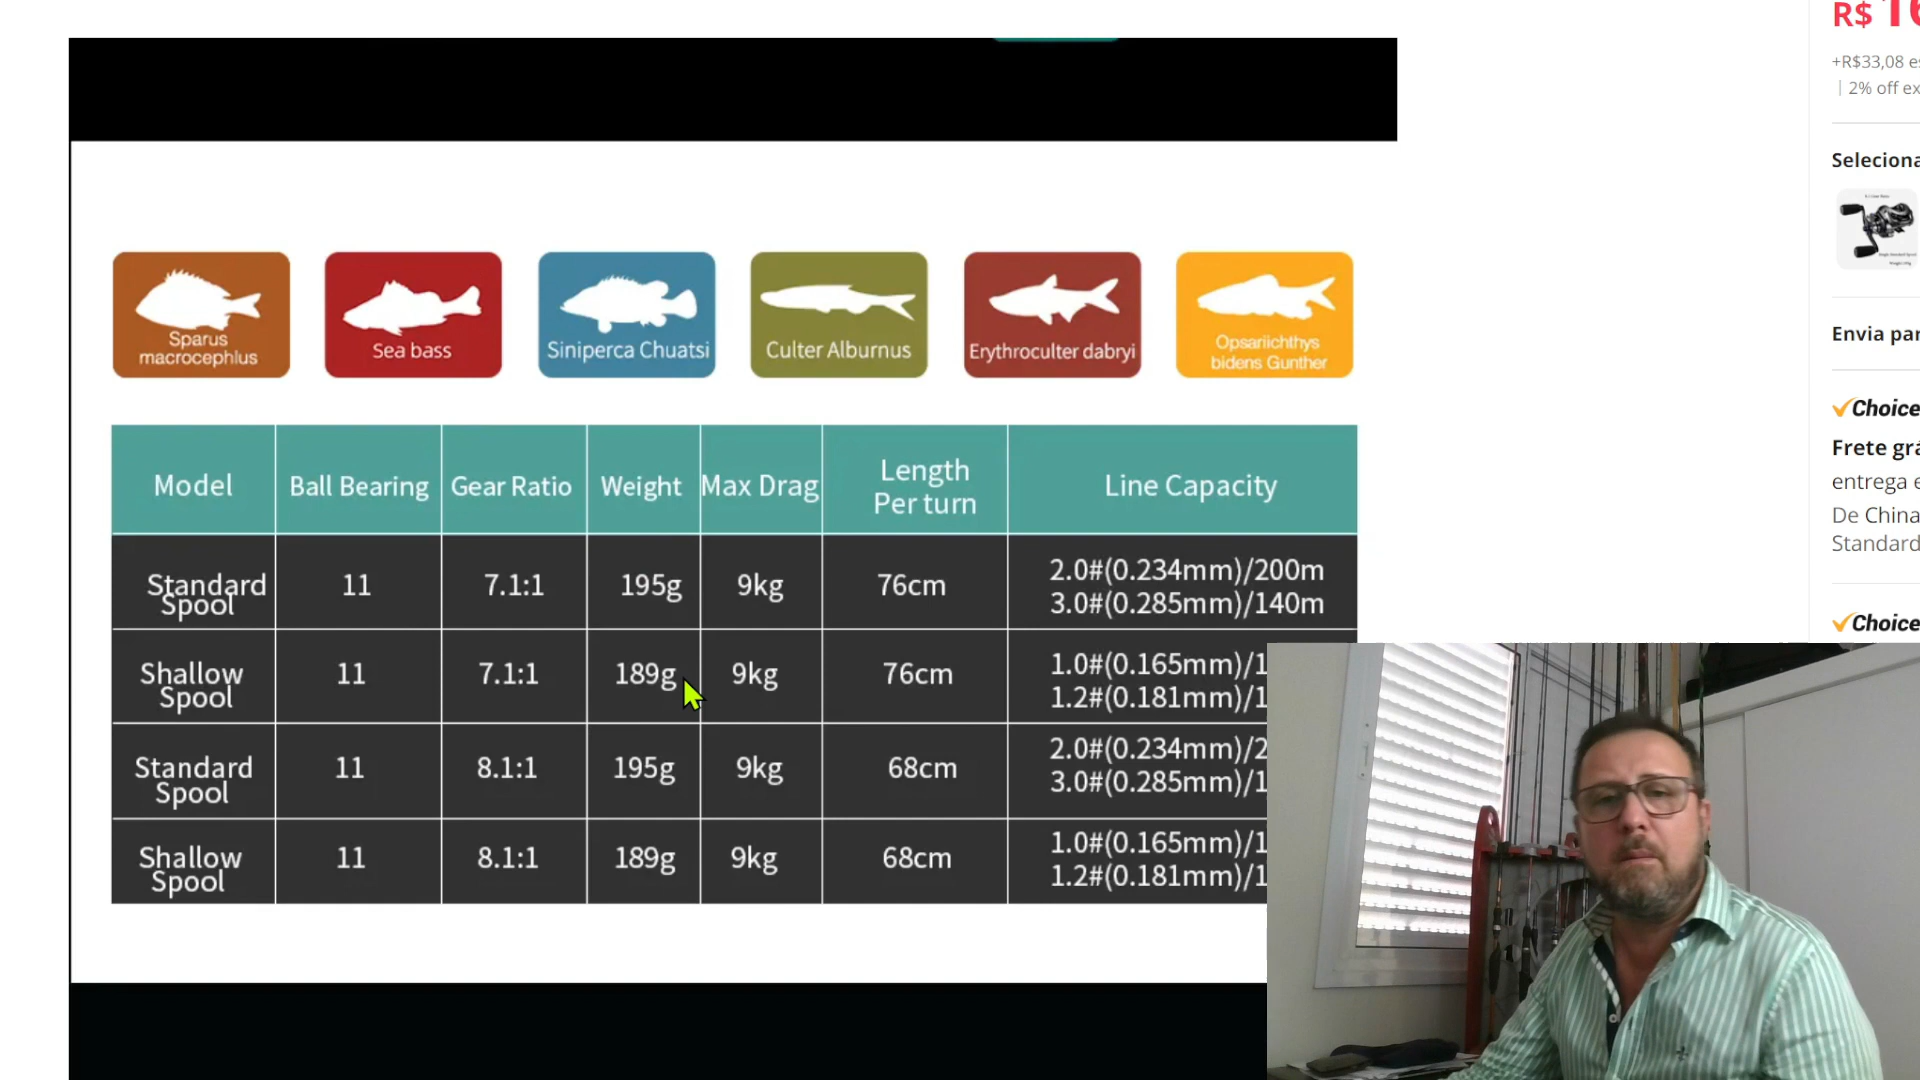 R$ 16
+R$33,08
2% off
Seleciona
Sparus
macrocephlus
Sea bass
Siniperca Chuatsi
Culter Alburnus
Erythroculter dabryi
Opsariichthys
bidens Gunther
Envia par
Choice
Frete grá
entrega e
De China
Standard
Choice
Model Ball Bearing Gear Ratio Weight Max Drag Length Per turn Line Capacity
Standard Spool 11 7.1:1 195g 9kg 76cm 2.0#(0.234mm)/200m
3.0#(0.285mm)/140m
Shallow Spool 11 7.1:1 189g 9kg 76cm 1.0#(0.165mm)/1
1.2#(0.181mm)/1
Standard Spool 11 8.1:1 195g 9kg 68cm 2.0#(0.234mm)/2
3.0#(0.285mm)/1
Shallow Spool 11 8.1:1 189g 9kg 68cm 1.0#(0.165mm)/1
1.2#(0.181mm)/1